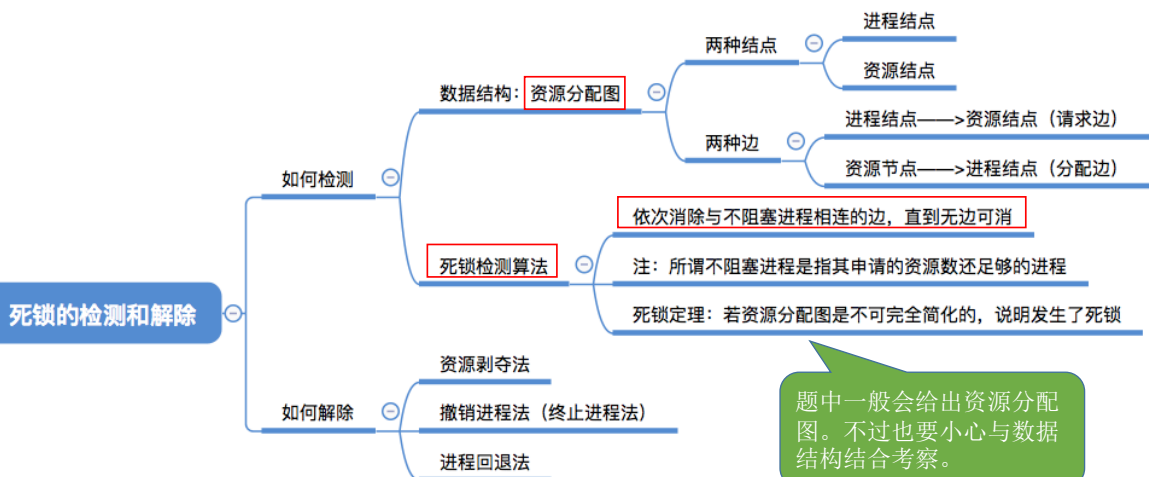 死锁的检测和解除
如何检测
数据结构：资源分配图
两种结点
进程结点
资源结点
两种边
进程结点——>资源结点（请求边）
资源节点——>进程结点（分配边）
死锁检测算法
依次消除与不阻塞进程相连的边，直到无边可消
注：所谓不阻塞进程是指其申请的资源数还足够的进程
死锁定理：若资源分配图是不可完全简化的，说明发生了死锁
如何解除
资源剥夺法
撤销进程法（终止进程法）
进程回退法
题中一般会给出资源分配
图。不过也要小心与数据
结构结合考察。